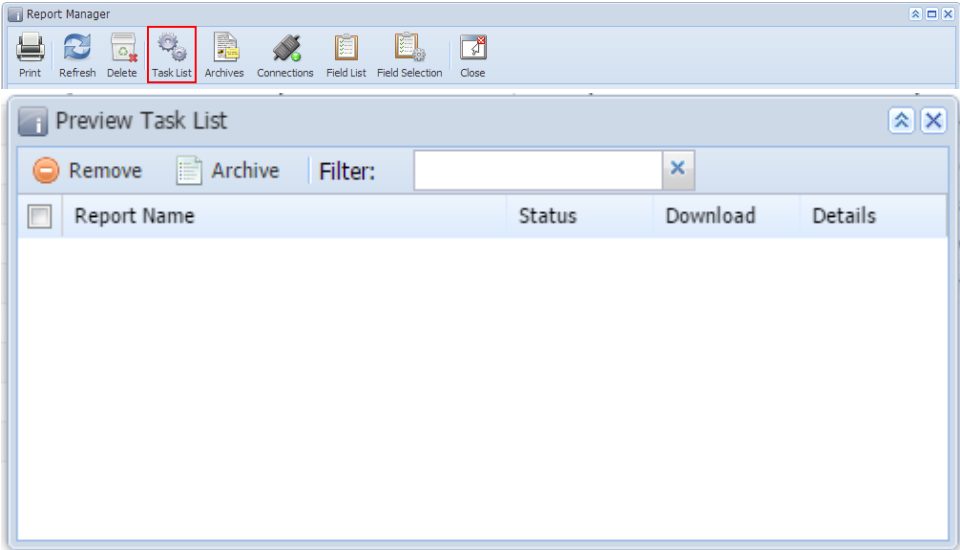 Report Manager
Print Refresh Delete Task List Archives Connections Field List Field Selection Close
Preview Task List
Remove Archive Filter:
Report Name Status Download Details